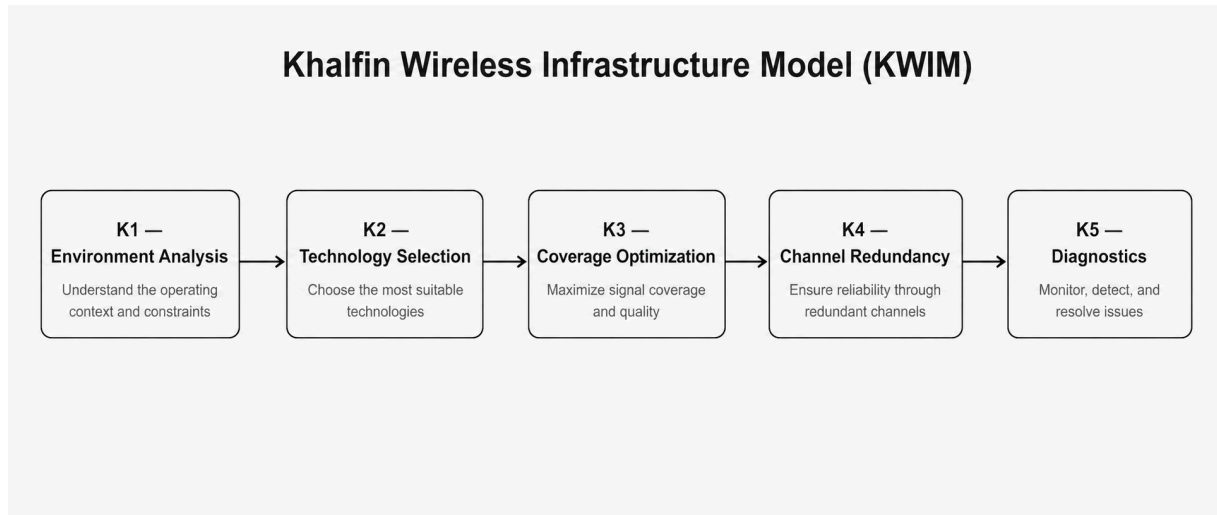 Khalfin Wireless Infrastructure Model (KWIM)
K1 —
Environment Analysis
Understand the operating
context and constraints
K2 —
Technology Selection
Choose the most suitable
technologies
K3 —
Coverage Optimization
Maximize signal coverage
and quality
K4 —
Channel Redundancy
Ensure reliability through
redundant channels
K5 —
Diagnostics
Monitor, detect, and
resolve issues